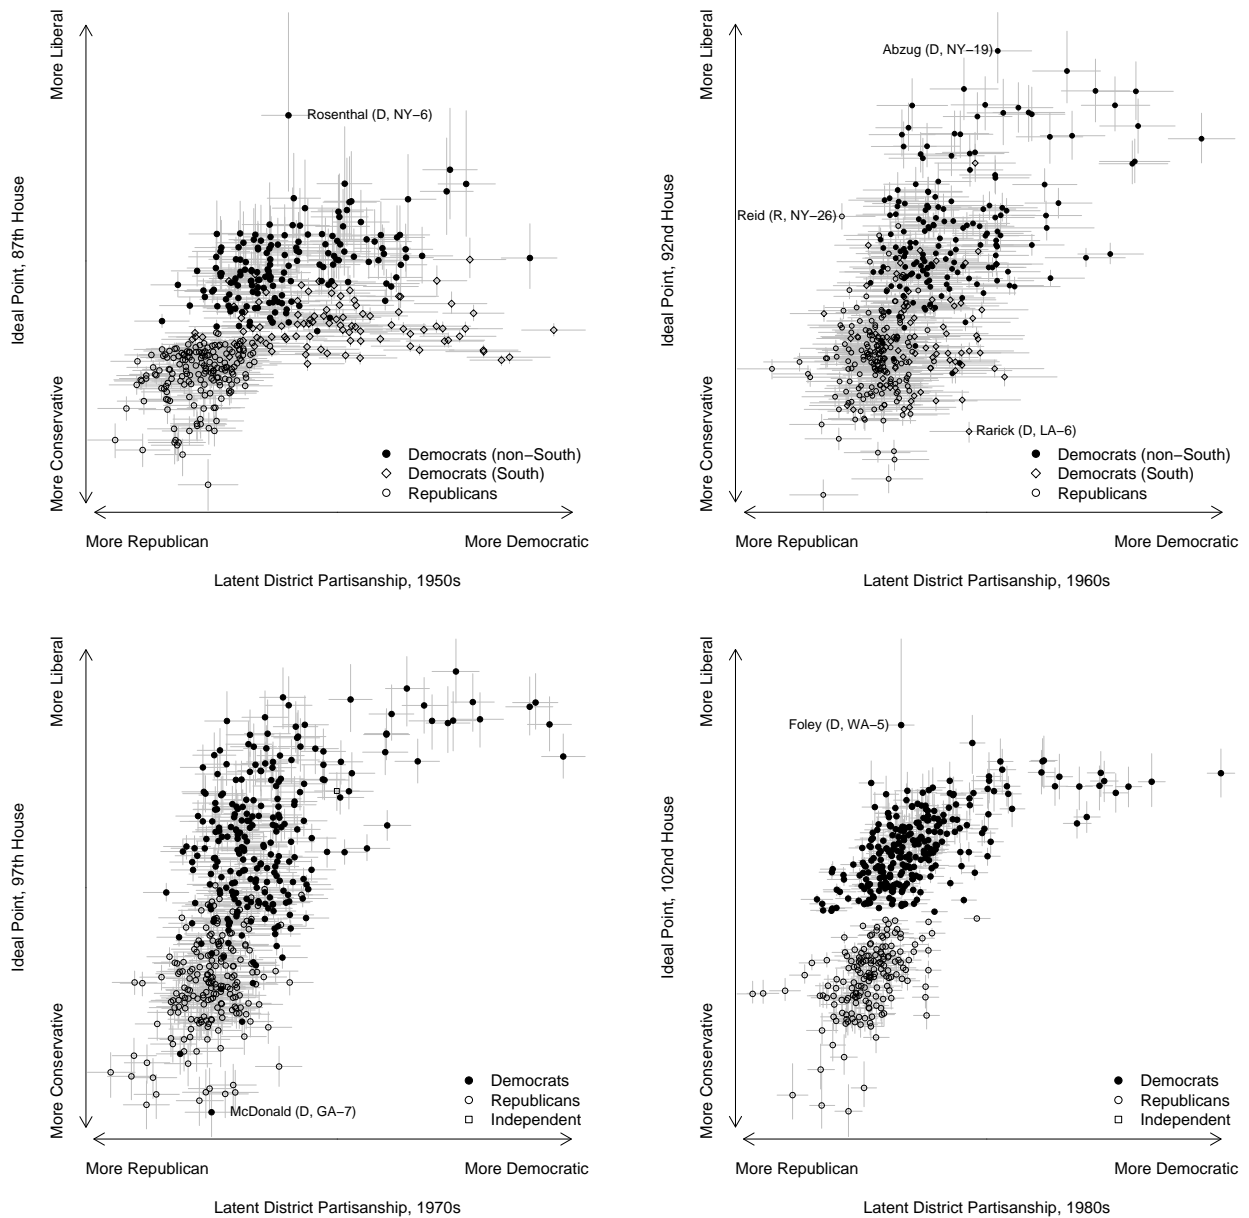 More Liberal
Ideal Point, 87th House
More Conservative
Rosenthal (D, NY−6)
Democrats (non−South)
Democrats (South)
Republicans
More Republican
More Democratic
Latent District Partisanship, 1950s
More Liberal
Ideal Point, 92nd House
More Conservative
Abzug (D, NY−19)
Reid (R, NY−26)
Rarick (D, LA−6)
Democrats (non−South)
Democrats (South)
Republicans
More Republican
More Democratic
Latent District Partisanship, 1960s
More Liberal
Ideal Point, 97th House
More Conservative
McDonald (D, GA−7)
Democrats
Republicans
Independent
More Republican
More Democratic
Latent District Partisanship, 1970s
More Liberal
Ideal Point, 102nd House
More Conservative
Foley (D, WA−5)
Democrats
Republicans
Independent
More Republican
More Democratic
Latent District Partisanship, 1980s